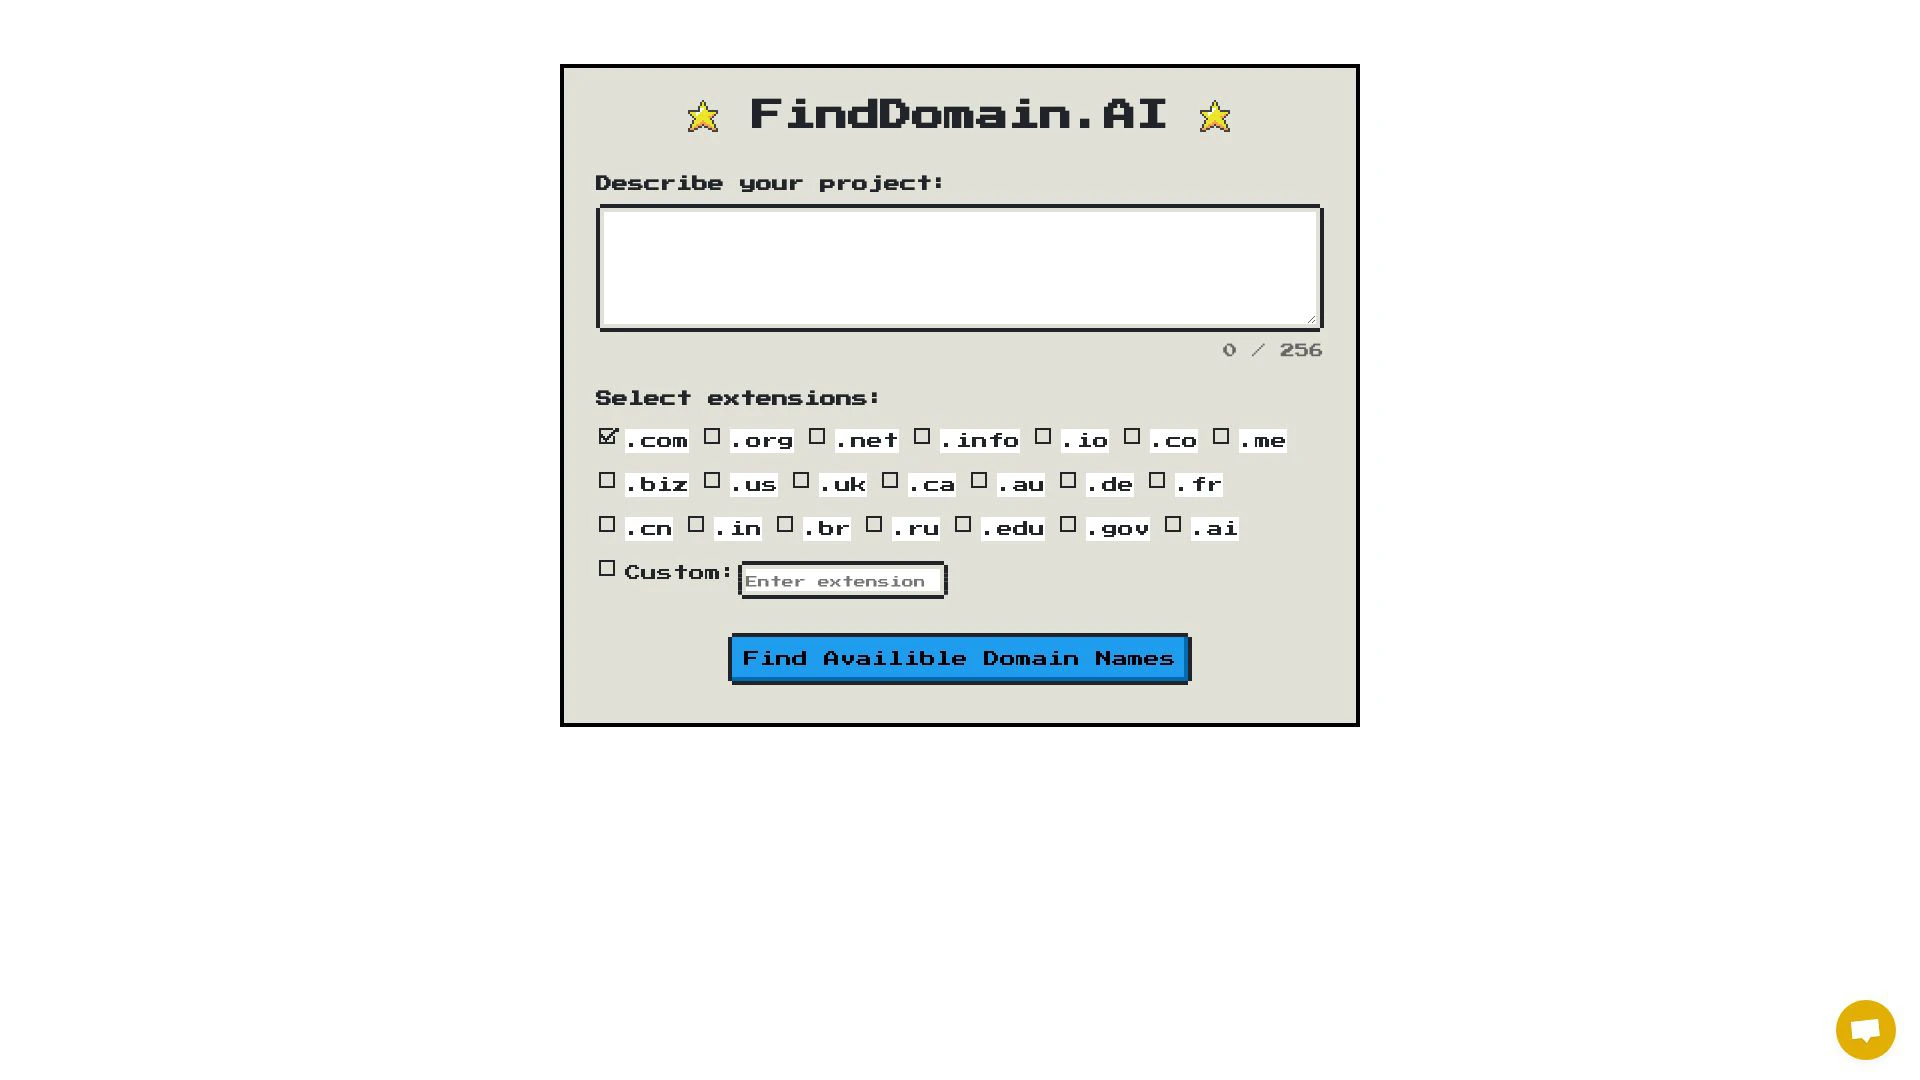 FindDomain.AI
Describe your project:
0 / 256
Select extensions:
.com .org .net .info .io .co .me
.biz .us .uk .ca .au .de .fr
.cn .in .br .ru .edu .gov .ai
Custom: Enter extension
Find Availible Domain Names